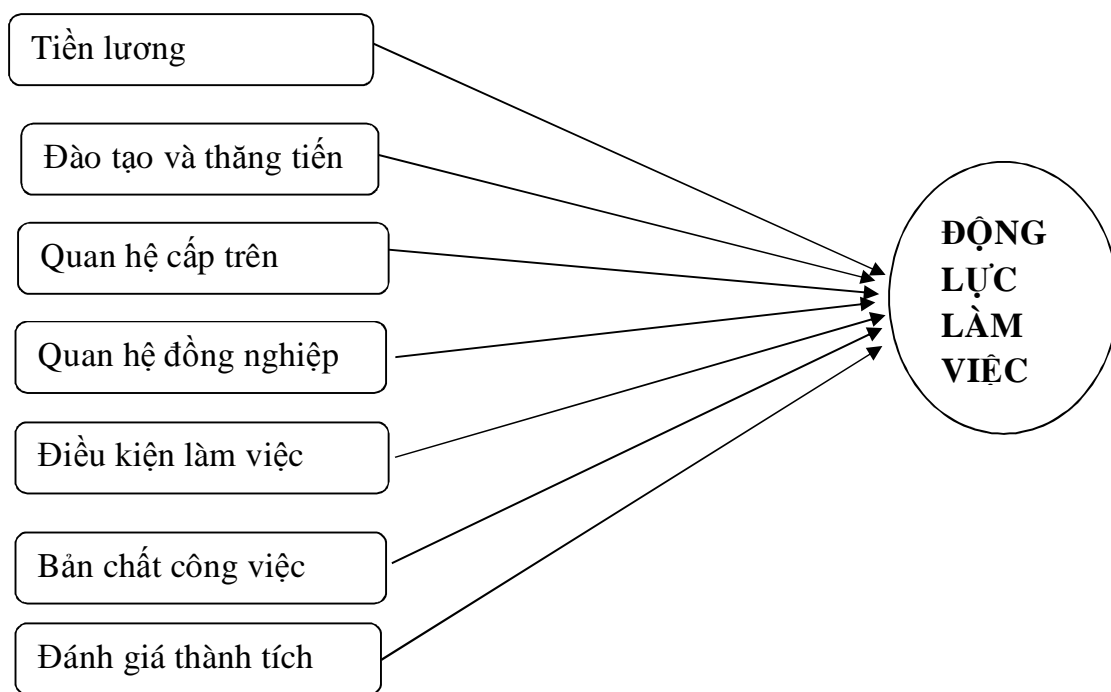 Tiền lương
Đào tạo và thăng tiến
Quan hệ cấp trên
Quan hệ đồng nghiệp
Điều kiện làm việc
Bản chất công việc
Đánh giá thành tích
ĐỘNG
LỰC
LÀM
VIỆC